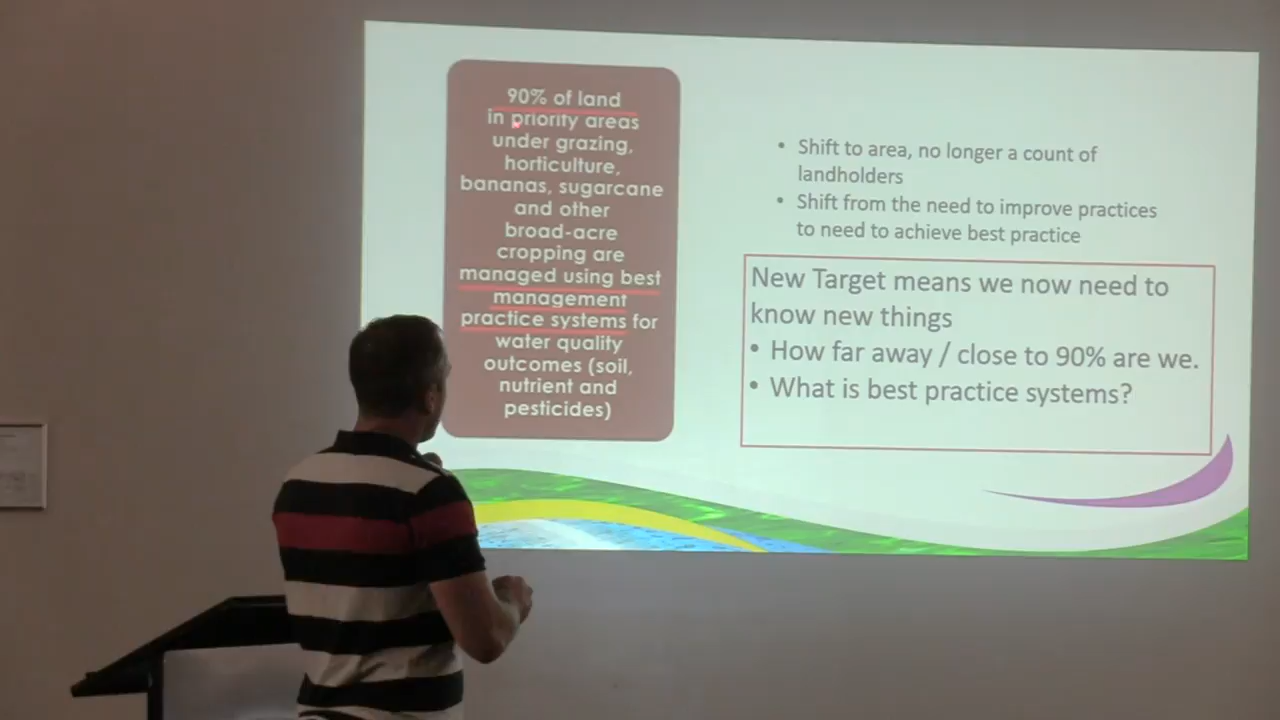 90% of land
in priority areas
under grazing,
horticulture,
bananas, sugarcane
and other
broad-acre
cropping are
managed using best
management
practice systems for
water quality
outcomes (soil,
nutrient and
pesticides)
• Shift to area, no longer a count of
landholders
• Shift from the need to improve practices
to need to achieve best practice
New Target means we now need to
know new things
• How far away / close to 90% are we.
• What is best practice systems?